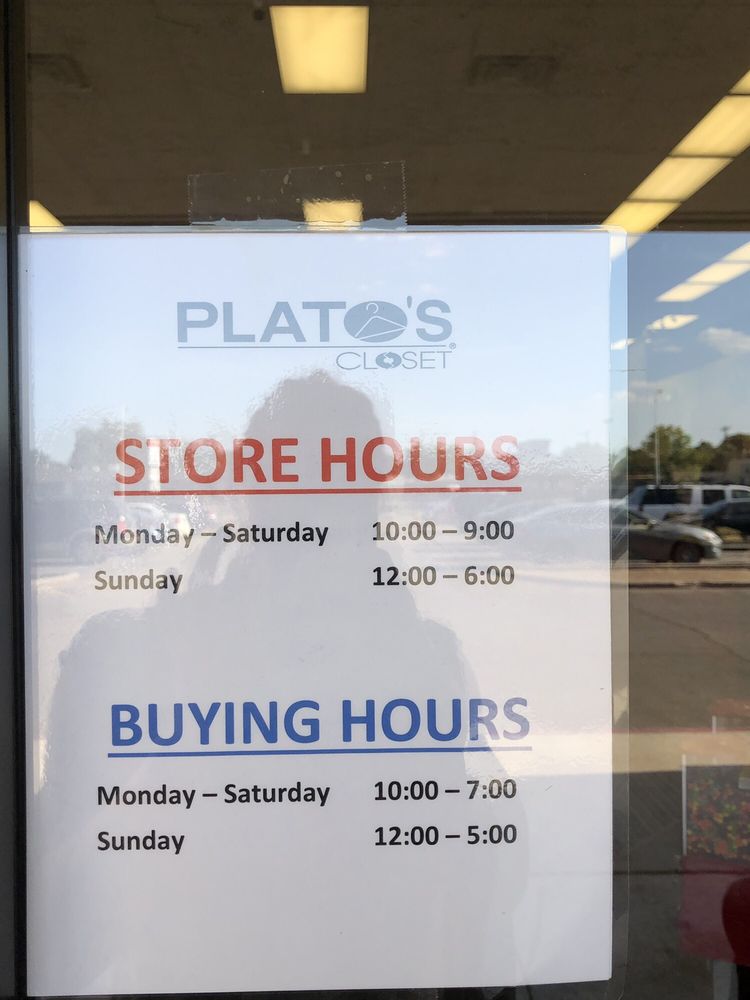 PLATO'S
CLOSET®
STORE HOURS
Monday – Saturday 10:00 – 9:00
Sunday 12:00 – 6:00
BUYING HOURS
Monday – Saturday 10:00 – 7:00
Sunday 12:00 – 5:00